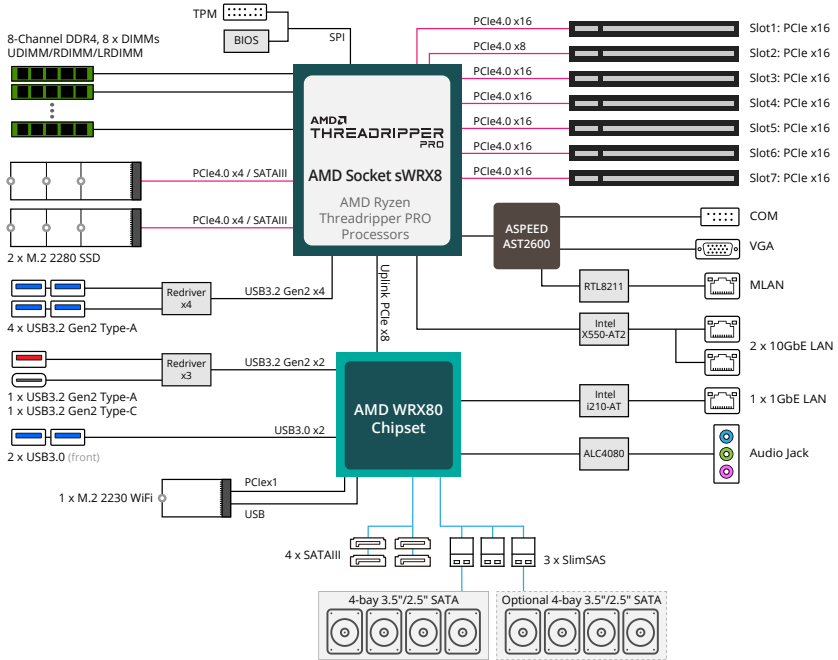 TPM
BIOS
SPI
8-Channel DDR4, 8 x DIMMs
UDIMM/RDIMM/LRDIMM
PCIe4.0 x16
Slot1: PCIe x16
PCIe4.0 x8
Slot2: PCIe x16
PCIe4.0 x16
Slot3: PCIe x16
PCIe4.0 x16
Slot4: PCIe x16
PCIe4.0 x16
Slot5: PCIe x16
PCIe4.0 x16
Slot6: PCIe x16
PCIe4.0 x16
Slot7: PCIe x16
AMD
THREADRIPPER
PRO
AMD Socket sWRX8
AMD Ryzen
Threadripper PRO
Processors
PCIe4.0 x4 / SATAIII
PCIe4.0 x4 / SATAIII
2 x M.2 2280 SSD
ASPEED
AST2600
COM
VGA
RTL8211
MLAN
Intel
X550-AT2
2 x 10GbE LAN
Redriver
x4
USB3.2 Gen2 x4
4 x USB3.2 Gen2 Type-A
Uplink PCIe x8
Redriver
x3
USB3.2 Gen2 x2
1 x USB3.2 Gen2 Type-A
1 x USB3.2 Gen2 Type-C
AMD WRX80
Chipset
Intel
i210-AT
1 x 1GbE LAN
USB3.0 x2
2 x USB3.0 (front)
ALC4080
Audio Jack
1 x M.2 2230 WiFi
PCIex1
USB
4 x SATAIII
3 x SlimSAS
4-bay 3.5"/2.5" SATA
Optional 4-bay 3.5"/2.5" SATA